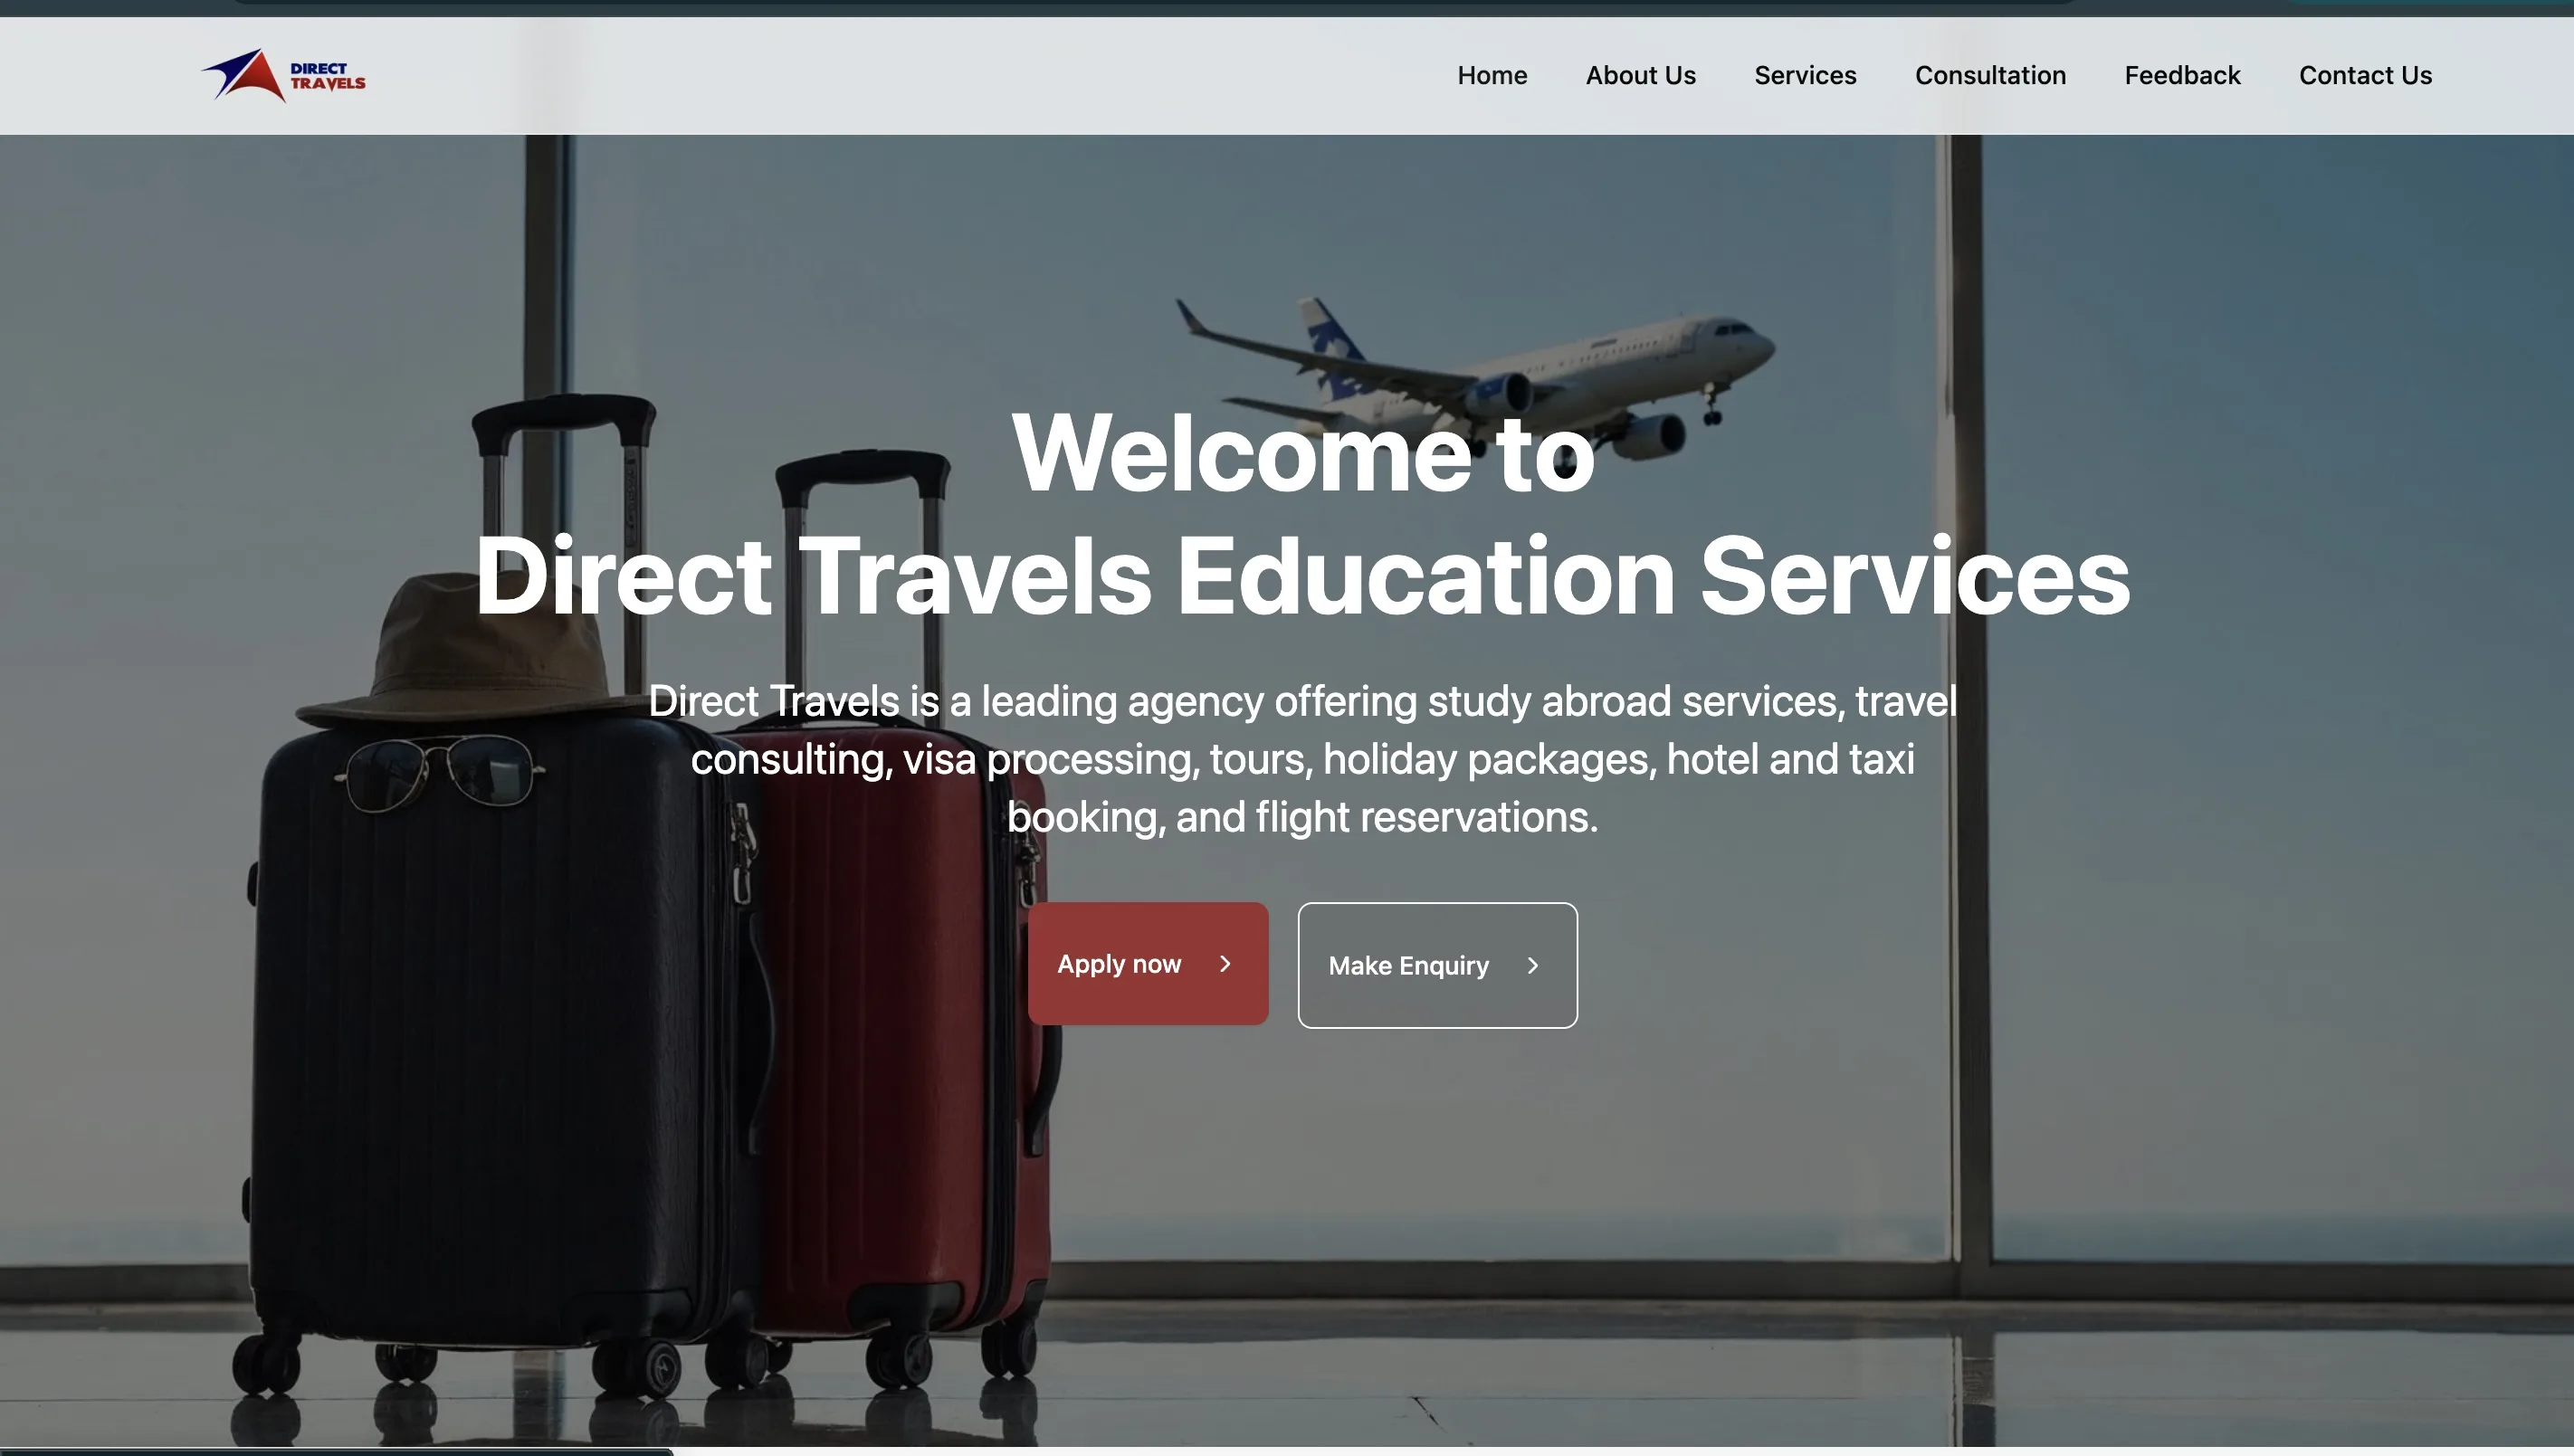 DIRECT
TRAVELS
Home About Us Services Consultation Feedback Contact Us
Welcome to
Direct Travels Education Services
Direct Travels is a leading agency offering study abroad services, travel
consulting, visa processing, tours, holiday packages, hotel and taxi
booking, and flight reservations.
Apply now
Make Enquiry